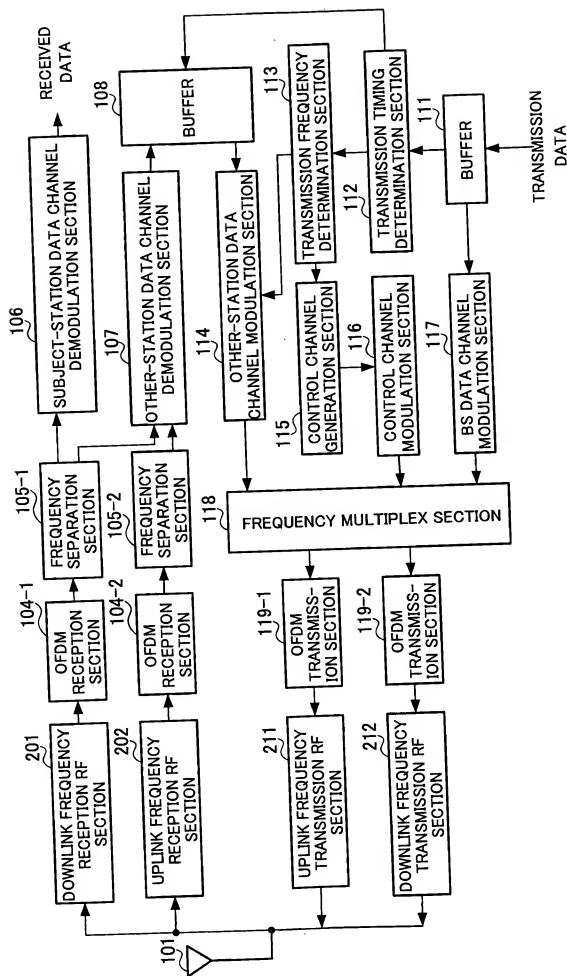 101
201
DOWNLINK FREQUENCY
RECEPTION RF
SECTION
104-1
OFDM
RECEPTION
SECTION
105-1
FREQUENCY
SEPARATION
SECTION
106
SUBJECT-STATION DATA CHANNEL
DEMODULATION SECTION
RECEIVED
DATA
202
UPLINK FREQUENCY
RECEPTION RF
SECTION
104-2
OFDM
RECEPTION
SECTION
105-2
FREQUENCY
SEPARATION
SECTION
107
OTHER-STATION DATA CHANNEL
DEMODULATION SECTION
108
BUFFER
114
OTHER-STATION DATA
CHANNEL MODULATION SECTION
113
TRANSMISSION FREQUENCY
DETERMINATION SECTION
112
TRANSMISSION TIMING
DETERMINATION SECTION
115
CONTROL CHANNEL
GENERATION SECTION
116
CONTROL CHANNEL
MODULATION SECTION
111
BUFFER
TRANSMISSION
DATA
117
BS DATA CHANNEL
MODULATION SECTION
118
FREQUENCY MULTIPLEX SECTION
119-1
OFDM
TRANSMISS-
ION SECTION
211
UPLINK FREQUENCY
TRANSMISSION RF
SECTION
119-2
OFDM
TRANSMISS-
ION SECTION
212
DOWNLINK FREQUENCY
TRANSMISSION RF
SECTION